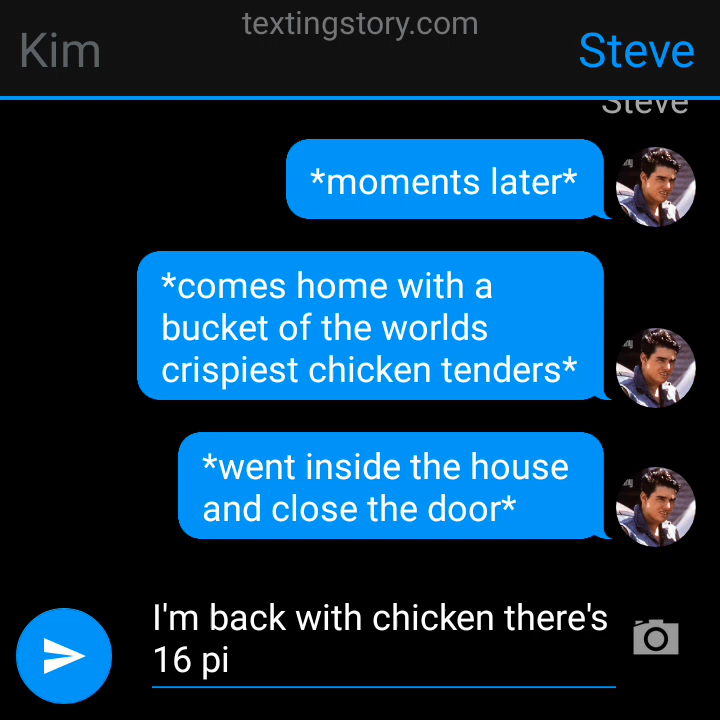 textingstory.com
Kim
Steve
Steve
*moments later*
*comes home with a
bucket of the worlds
crispiest chicken tenders*
*went inside the house
and close the door*
I'm back with chicken there's
16 pi